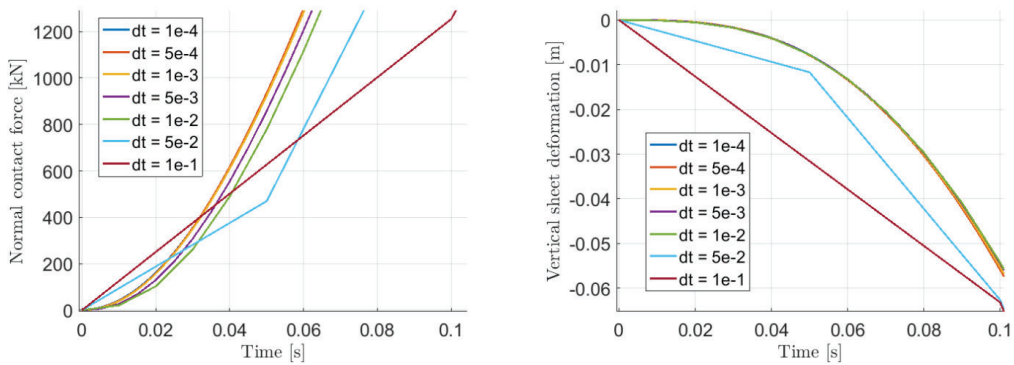 Normal contact force [kN]
1200
1000
800
600
400
200
0
dt = 1e-4
dt = 5e-4
dt = 1e-3
dt = 5e-3
dt = 1e-2
dt = 5e-2
dt = 1e-1
0
0.02
0.04
0.06
0.08
0.1
Time [s]
Vertical sheet deformation [m]
0
-0.01
-0.02
-0.03
-0.04
-0.05
-0.06
dt = 1e-4
dt = 5e-4
dt = 1e-3
dt = 5e-3
dt = 1e-2
dt = 5e-2
dt = 1e-1
0
0.02
0.04
0.06
0.08
0.1
Time [s]